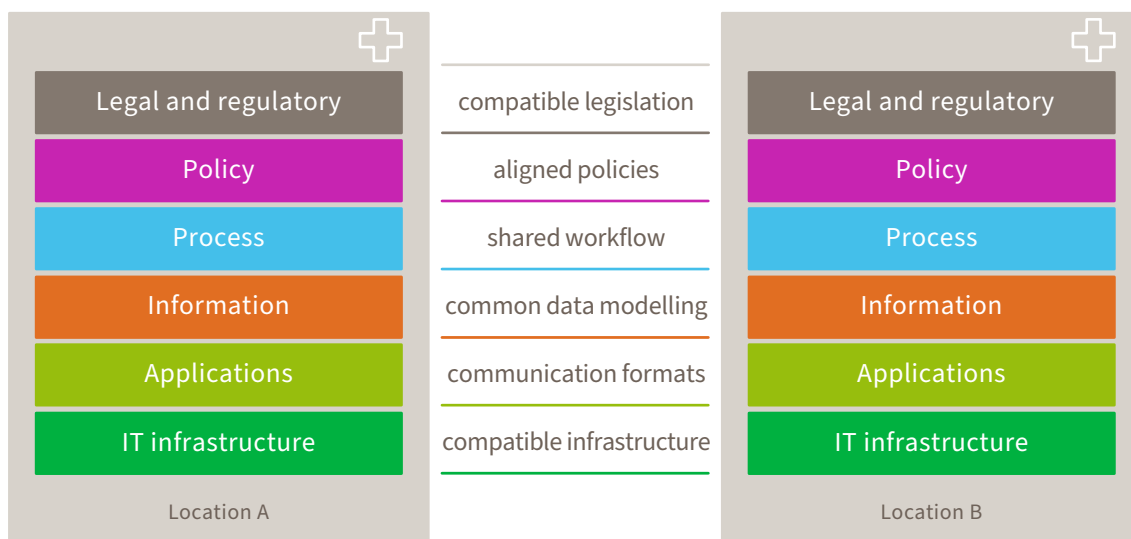 Legal and regulatory
compatible legislation
Legal and regulatory
Policy
aligned policies
Policy
Process
shared workflow
Process
Information
common data modelling
Information
Applications
communication formats
Applications
IT infrastructure
compatible infrastructure
IT infrastructure
Location A
Location B